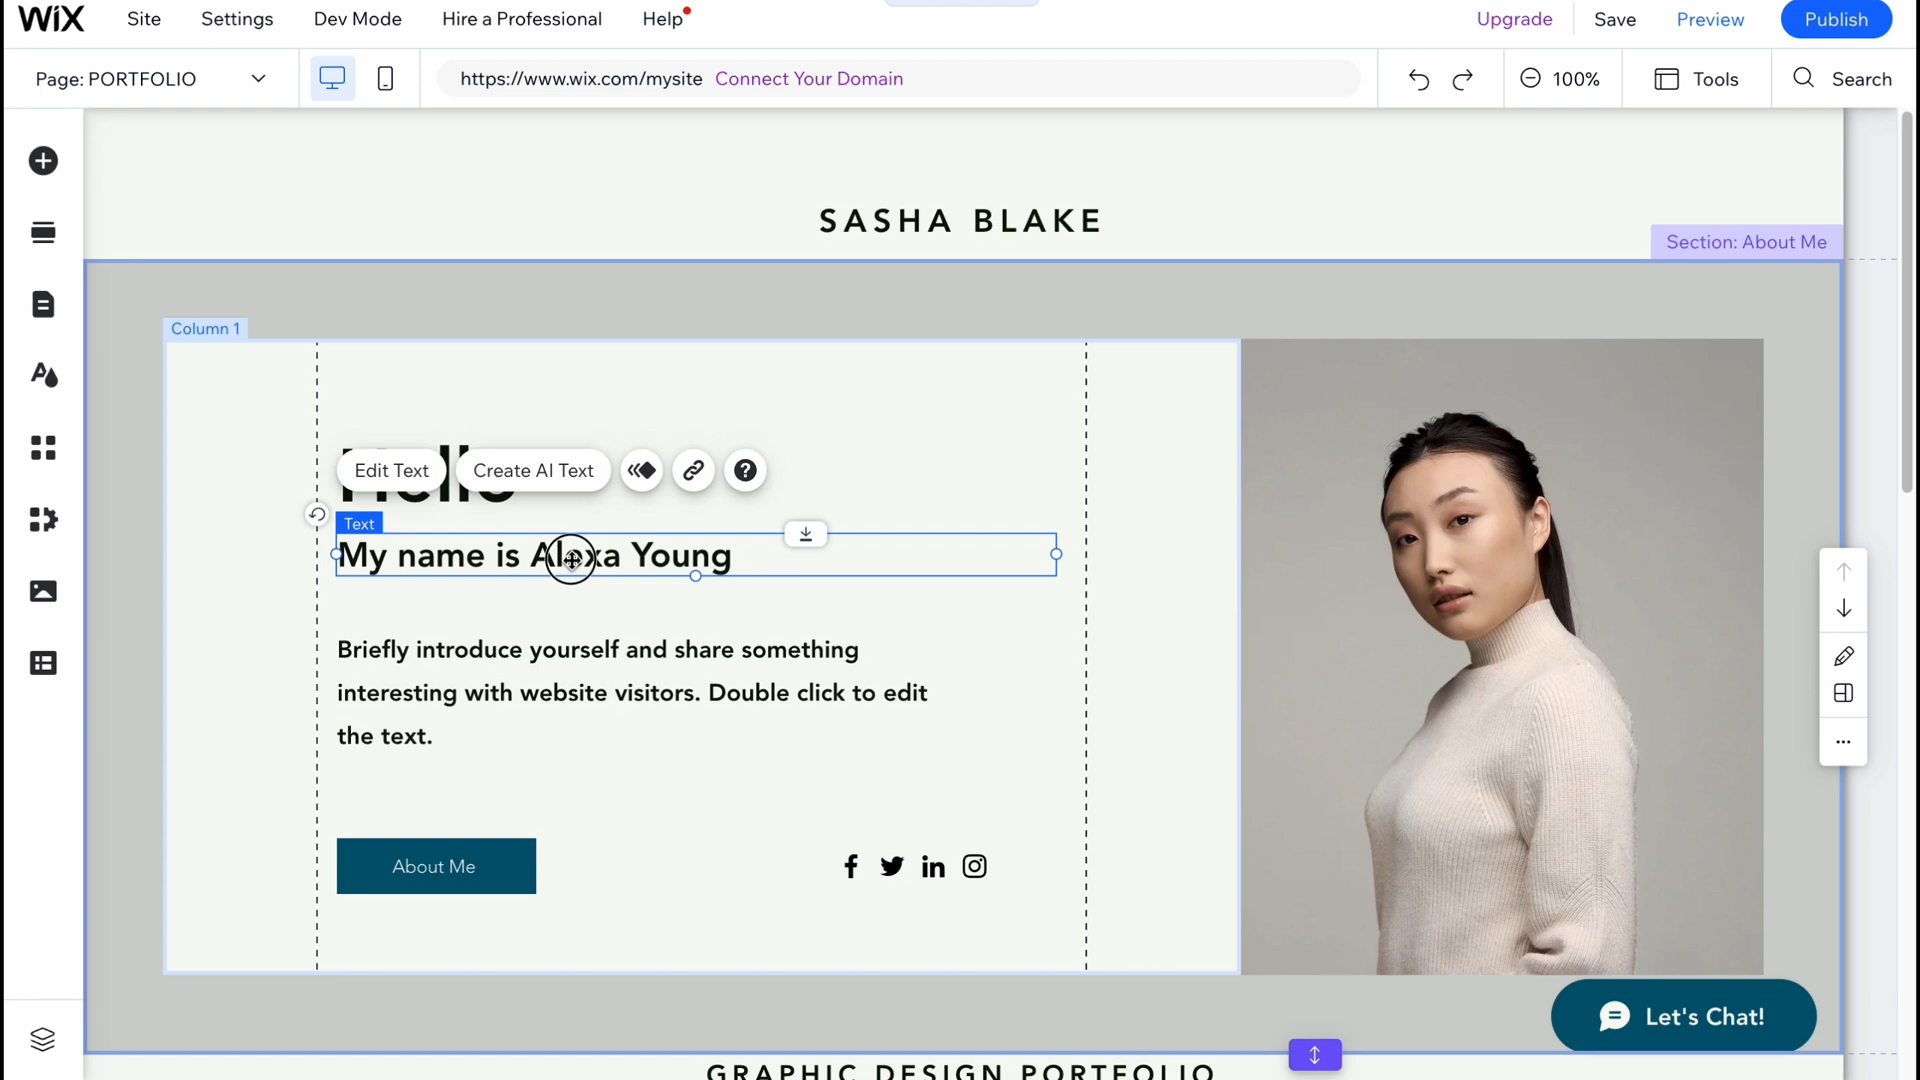 WiX Site Settings Dev Mode Hire a Professional Help Upgrade Save Preview Publish
Page: PORTFOLIO https://www.wix.com/mysite Connect Your Domain 100% Tools Search
SASHA BLAKE
Section: About Me
Column 1
Hello
Edit Text Create AI Text
Text
My name is Alexa Young
Briefly introduce yourself and share something
interesting with website visitors. Double click to edit
the text.
About Me
Let's Chat!
GRAPHIC DESIGN PORTFOLIO